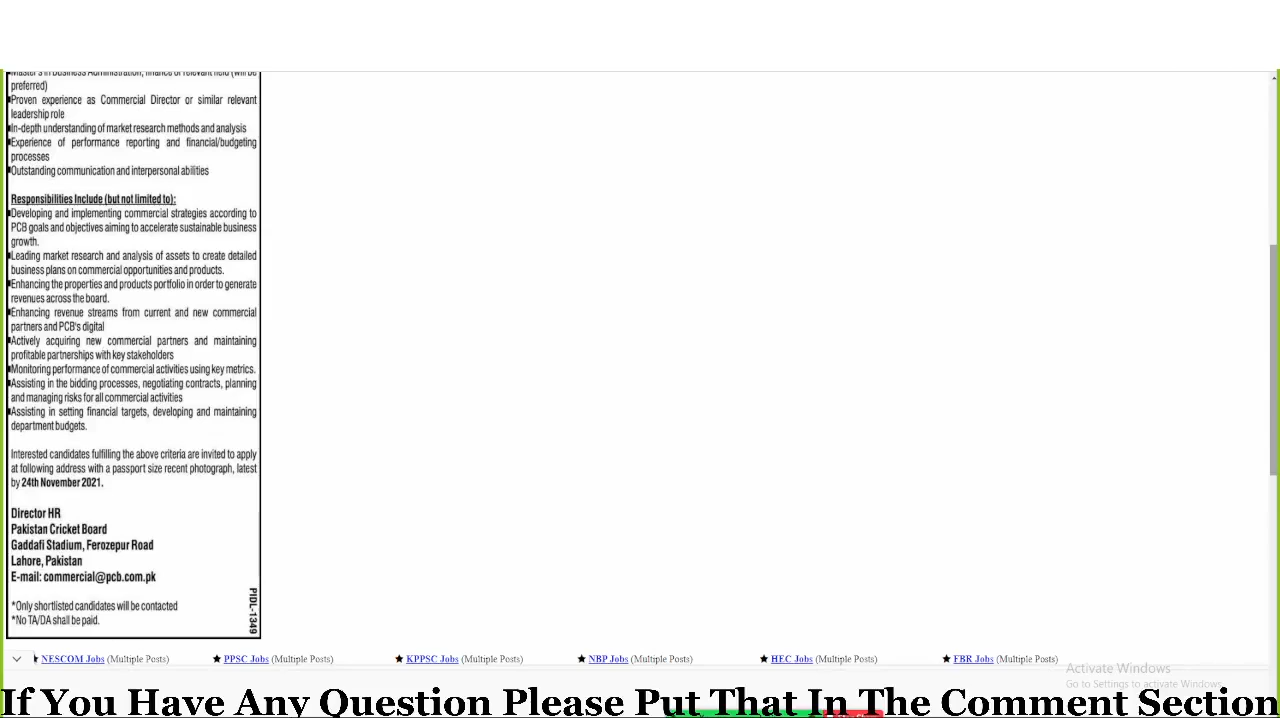 Master's in Business Administration, finance or relevant field (will be
preferred)
Proven experience as Commercial Director or similar relevant
leadership role
In-depth understanding of market research methods and analysis
Experience of performance reporting and financial/budgeting
processes
Outstanding communication and interpersonal abilities
Responsibilities Include (but not limited to):
Developing and implementing commercial strategies according to
PCB goals and objectives aiming to accelerate sustainable business
growth.
Leading market research and analysis of assets to create detailed
business plans on commercial opportunities and products.
Enhancing the properties and products portfolio in order to generate
revenues across the board.
Enhancing revenue streams from current and new commercial
partners and PCB's digital
Actively acquiring new commercial partners and maintaining
profitable partnerships with key stakeholders
Monitoring performance of commercial activities using key metrics.
Assisting in the bidding processes, negotiating contracts, planning
and managing risks for all commercial activities
Assisting in setting financial targets, developing and maintaining
department budgets.
Interested candidates fulfilling the above criteria are invited to apply
at following address with a passport size recent photograph, latest
by 24th November 2021.
Director HR
Pakistan Cricket Board
Gaddafi Stadium, Ferozepur Road
Lahore, Pakistan
E-mail: commercial@pcb.com.pk
*Only shortlisted candidates will be contacted
*No TA/DA shall be paid.
PIDL-1349
★ NESCOM Jobs (Multiple Posts) ★ PPSC Jobs (Multiple Posts) ★ KPPSC Jobs (Multiple Posts) ★ NBP Jobs (Multiple Posts) ★ HEC Jobs (Multiple Posts) ★ FBR Jobs (Multiple Posts)
Activate Windows
Go to Settings to activate Windows.
If You Have Any Question Please Put That In The Comment Section